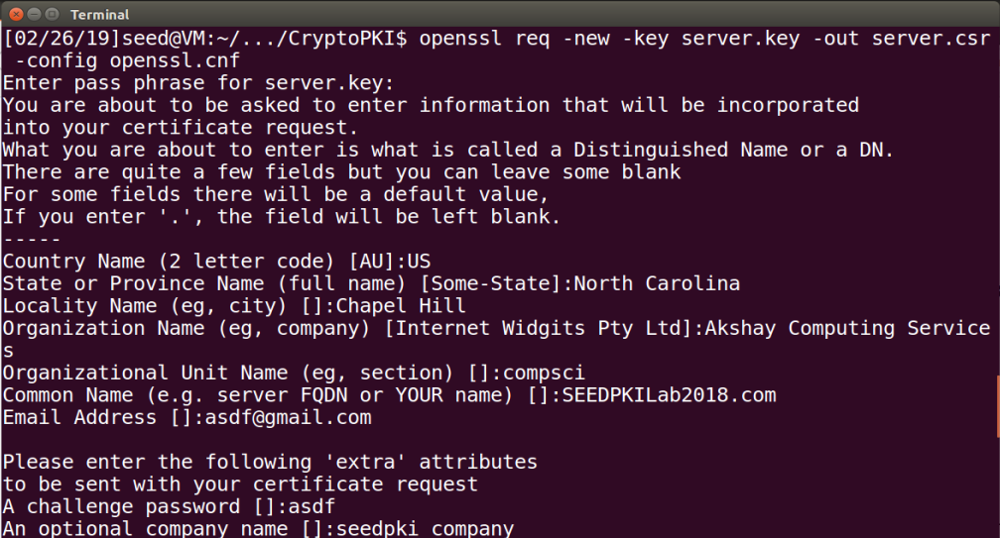 Terminal
[02/26/19]seed@VM:~/.../CryptoPKI$ openssl req -new -key server.key -out server.csr
 -config openssl.cnf
Enter pass phrase for server.key:
You are about to be asked to enter information that will be incorporated
into your certificate request.
What you are about to enter is what is called a Distinguished Name or a DN.
There are quite a few fields but you can leave some blank
For some fields there will be a default value,
If you enter '.', the field will be left blank.
-----
Country Name (2 letter code) [AU]:US
State or Province Name (full name) [Some-State]:North Carolina
Locality Name (eg, city) []:Chapel Hill
Organization Name (eg, company) [Internet Widgits Pty Ltd]:Akshay Computing Service
s
Organizational Unit Name (eg, section) []:compsci
Common Name (e.g. server FQDN or YOUR name) []:SEEDPKILab2018.com
Email Address []:asdf@gmail.com

Please enter the following 'extra' attributes
to be sent with your certificate request
A challenge password []:asdf
An optional company name []:seedpki company